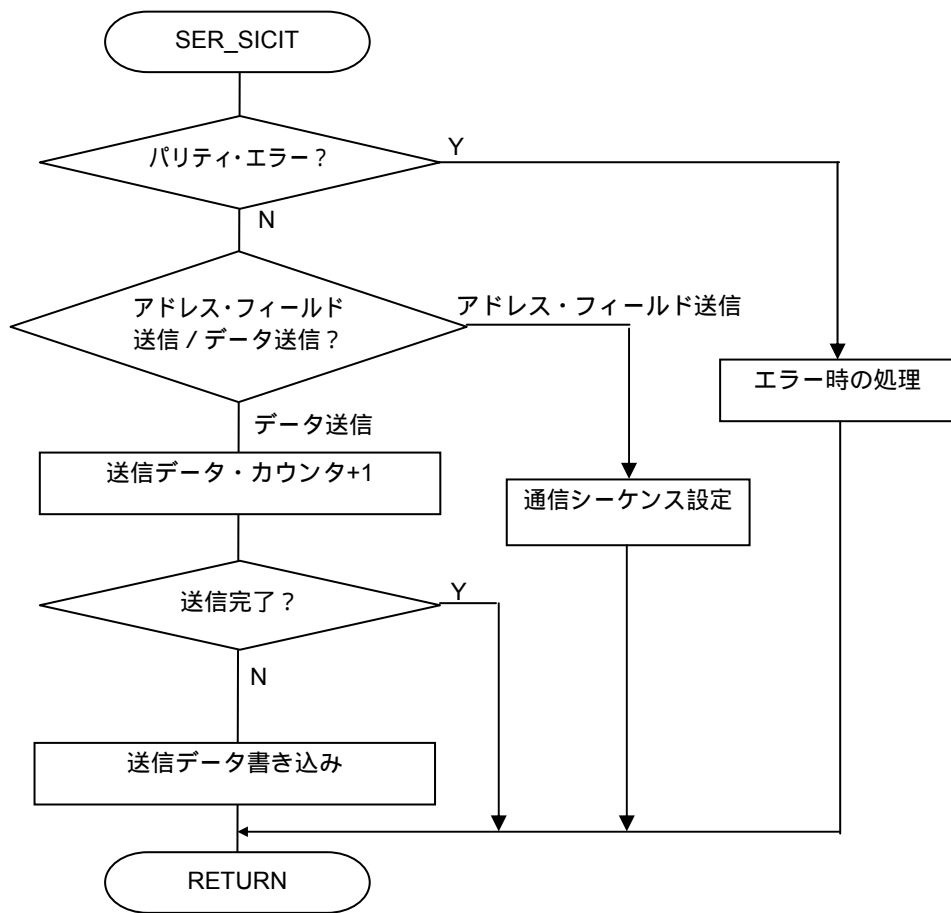 SER_SICIT
パリティ・エラー？
Y
N
アドレス・フィールド
送信／データ送信？
アドレス・フィールド送信
エラー時の処理
データ送信
送信データ・カウンタ+1
通信シーケンス設定
送信完了？
Y
N
送信データ書き込み
RETURN